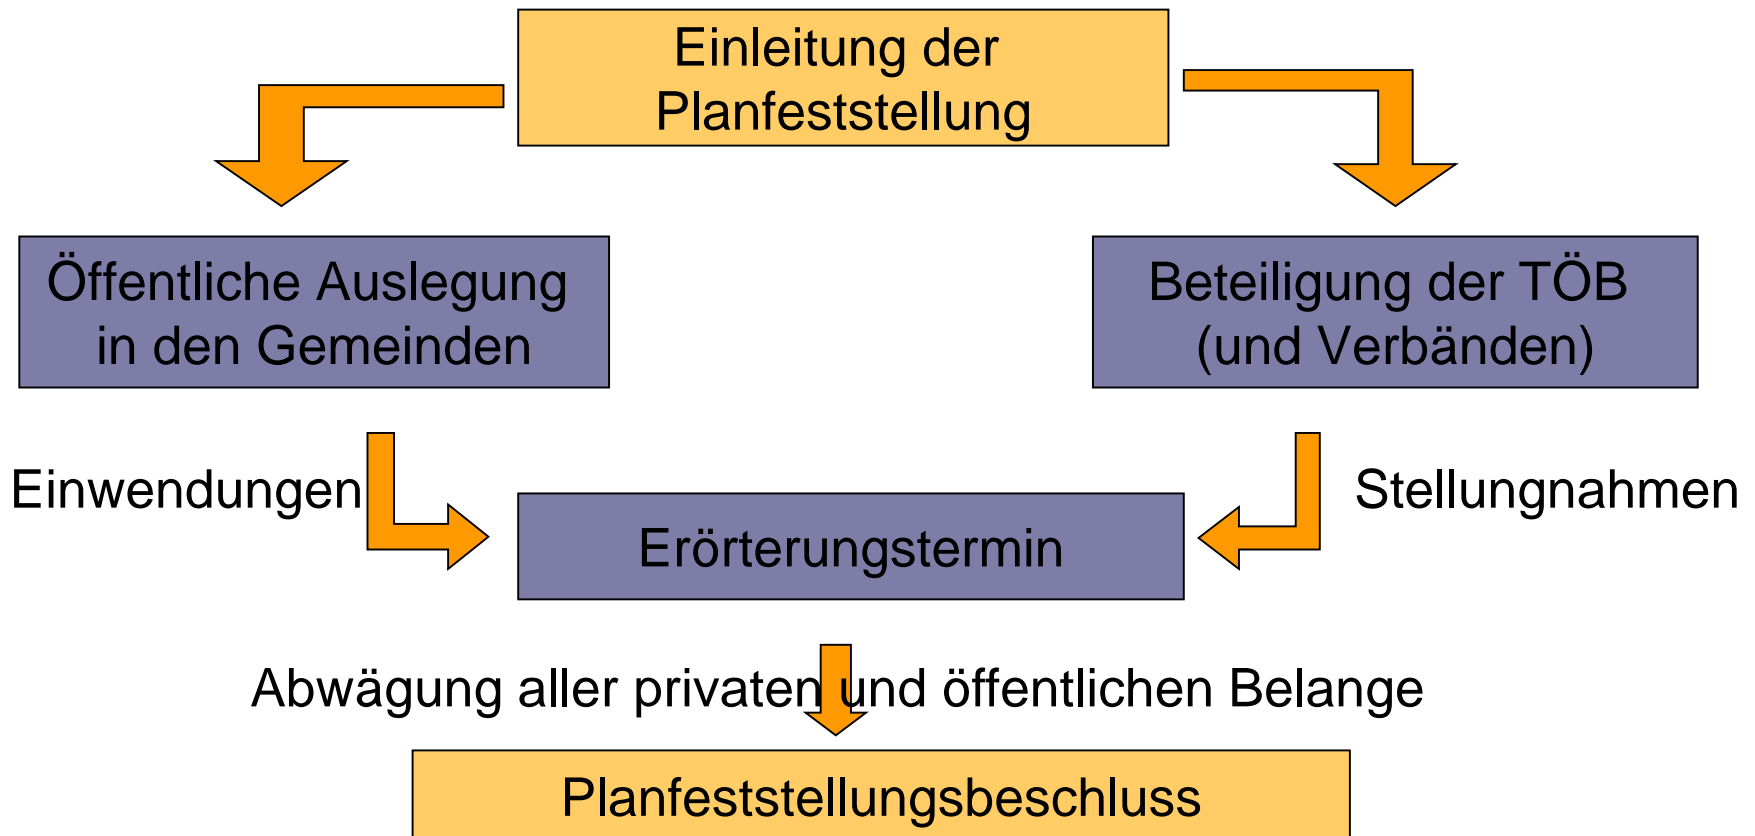 Einleitung der
Planfeststellung
Öffentliche Auslegung
in den Gemeinden
Beteiligung der TÖB
(und Verbänden)
Einwendungen
Stellungnahmen
Erörterungstermin
Abwägung aller privaten und öffentlichen Belange
Planfeststellungsbeschluss